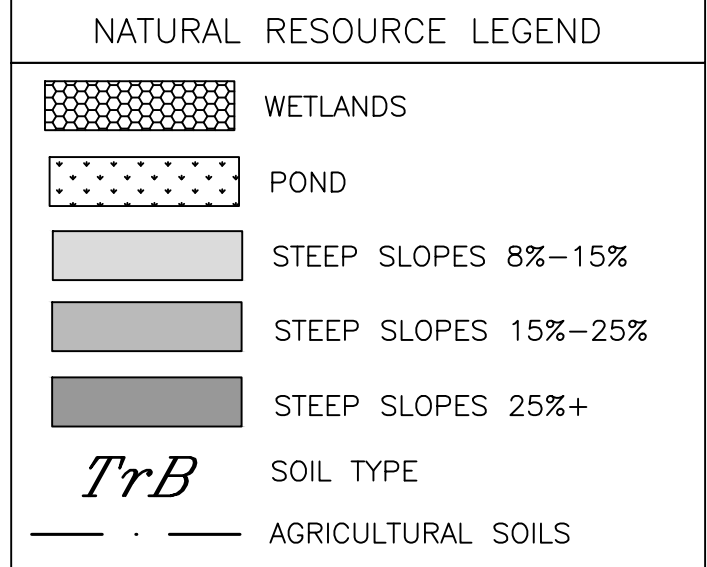 NATURAL RESOURCE LEGEND
WETLANDS
POND
STEEP SLOPES 8%-15%
STEEP SLOPES 15%-25%
STEEP SLOPES 25%+
TrB SOIL TYPE
AGRICULTURAL SOILS